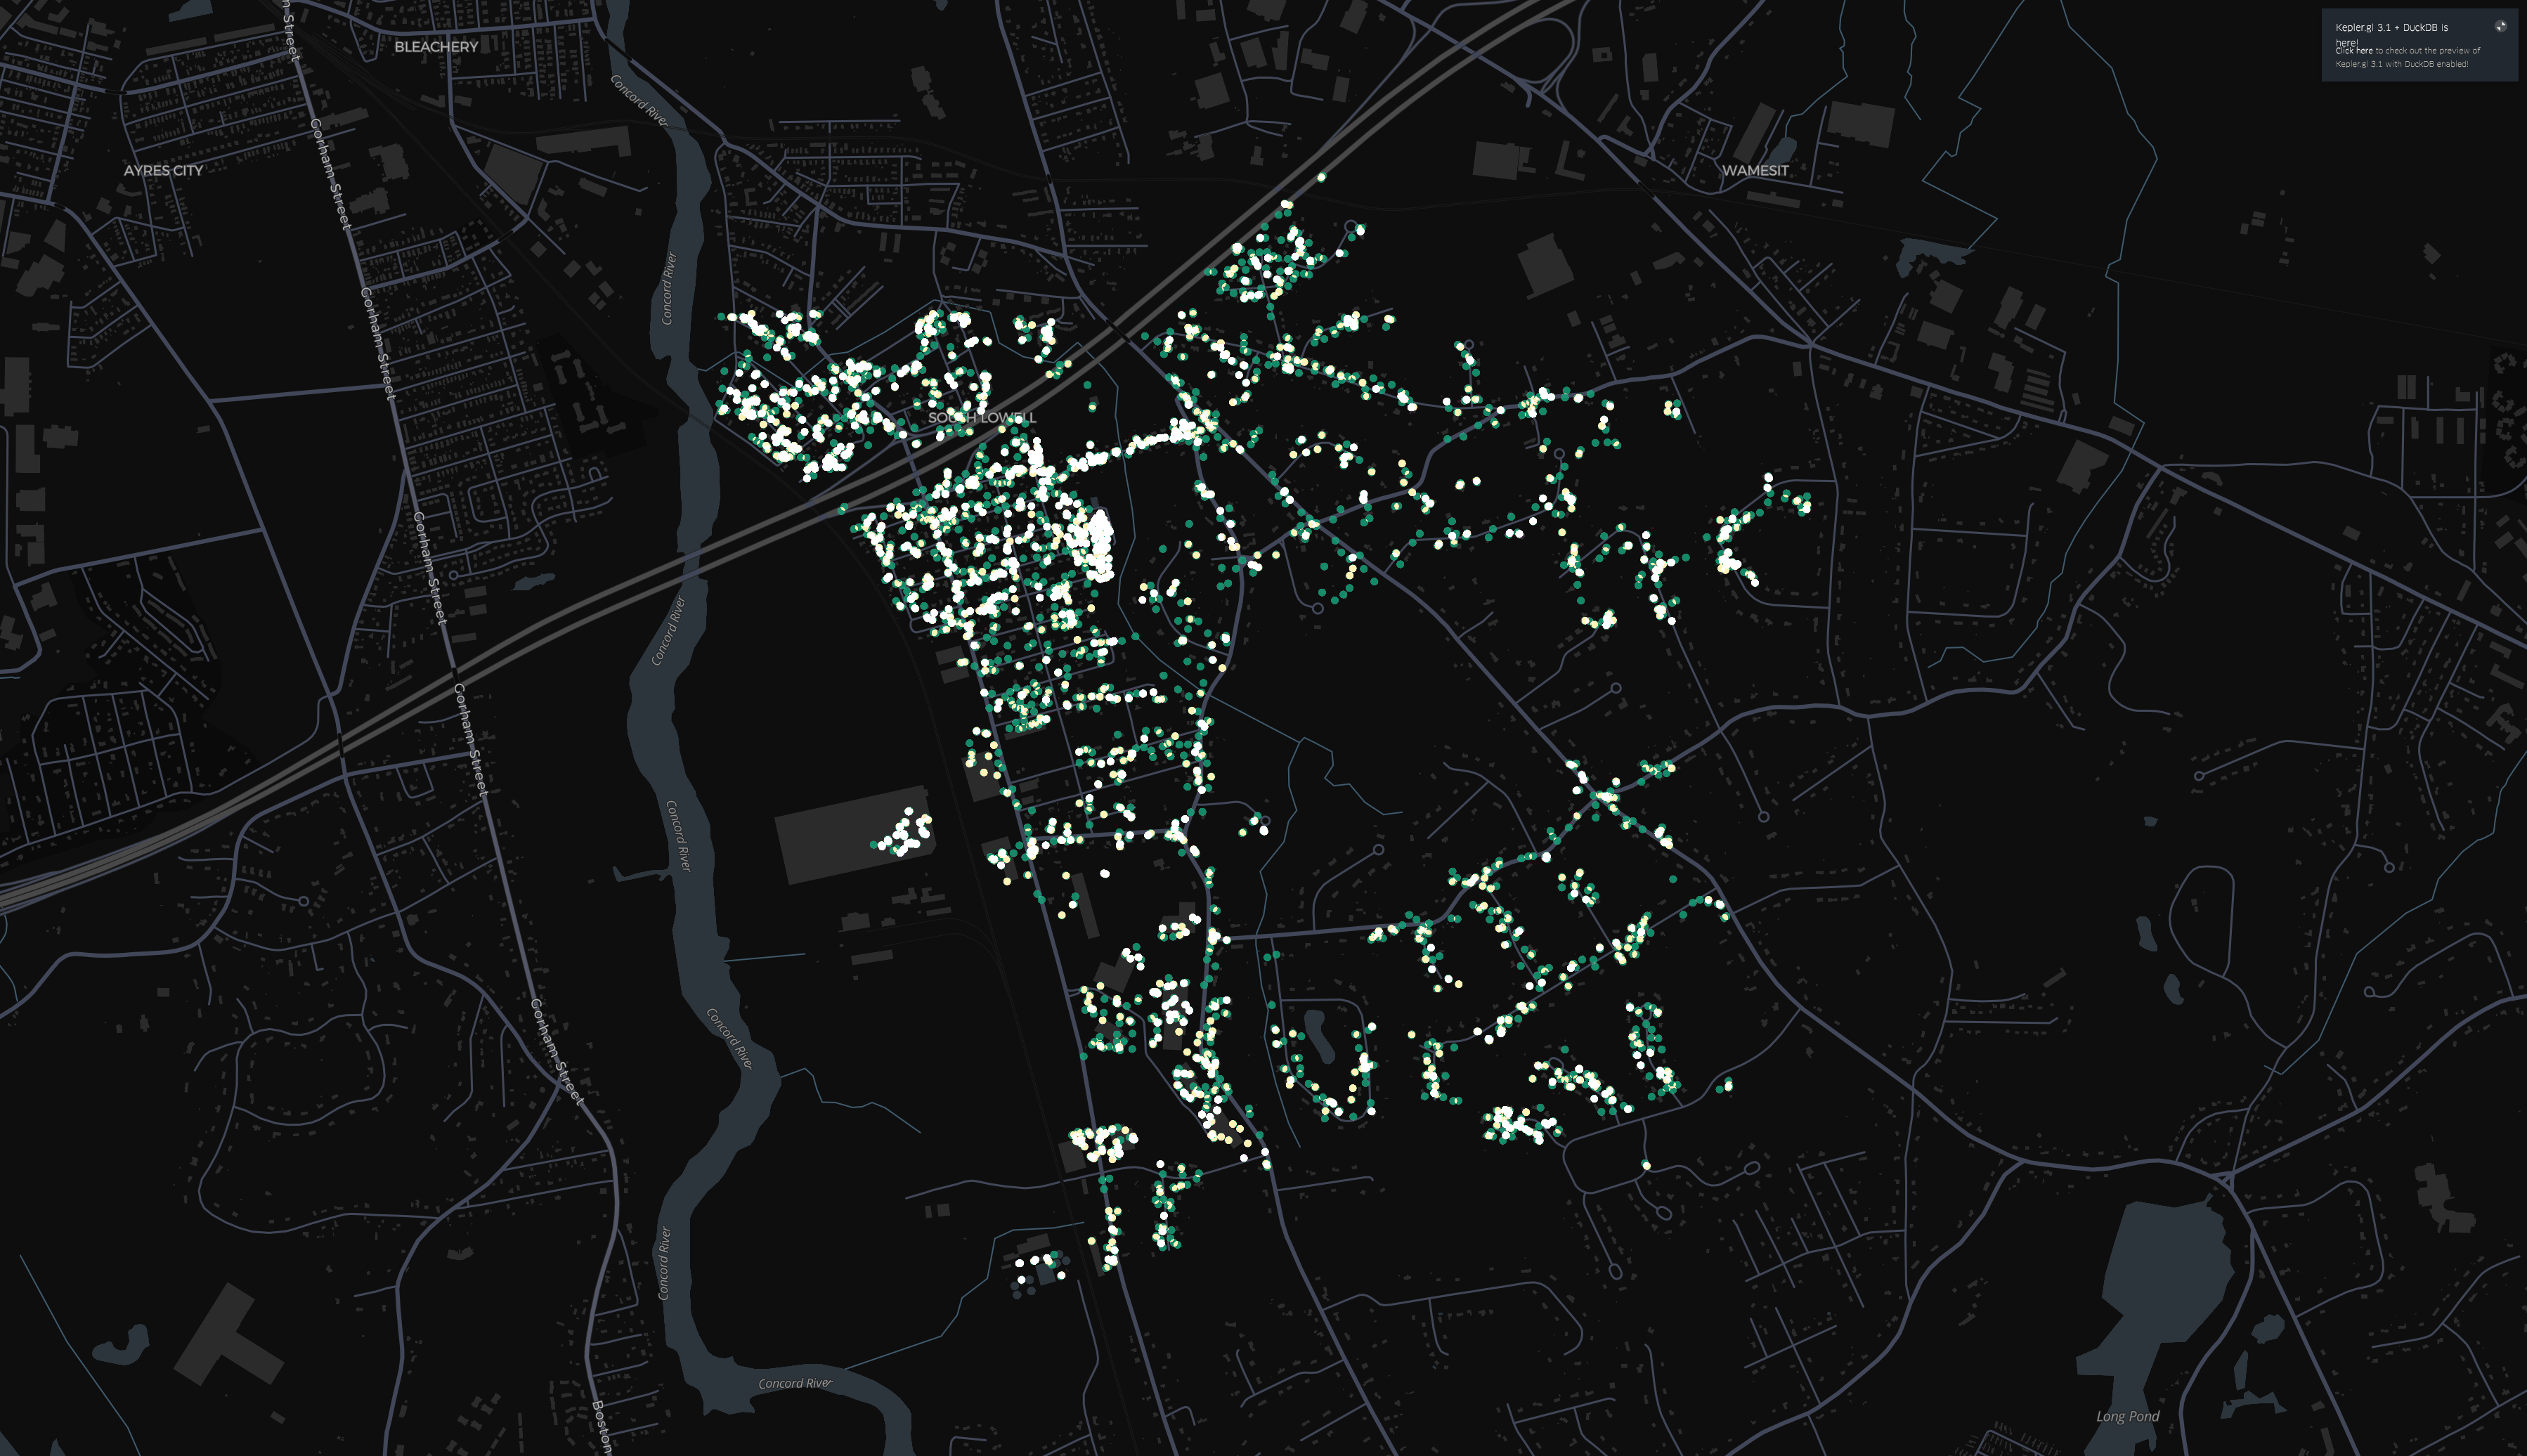 Kepler.gl 3.1 + DuckDB is
here!
Click here to check out the preview of
Kepler.gl 3.1 with DuckDB enabled!
Street
BLEACHERY
Concord River
Gorham Street
AYRES CITY
WAMESIT
Concord River
Gorham Street
SOUTH LOWELL
Gorham Street
Concord River
Gorham Street
Concord River
Gorham Street
Concord River
Concord River
Concord River
Boston
Long Pond